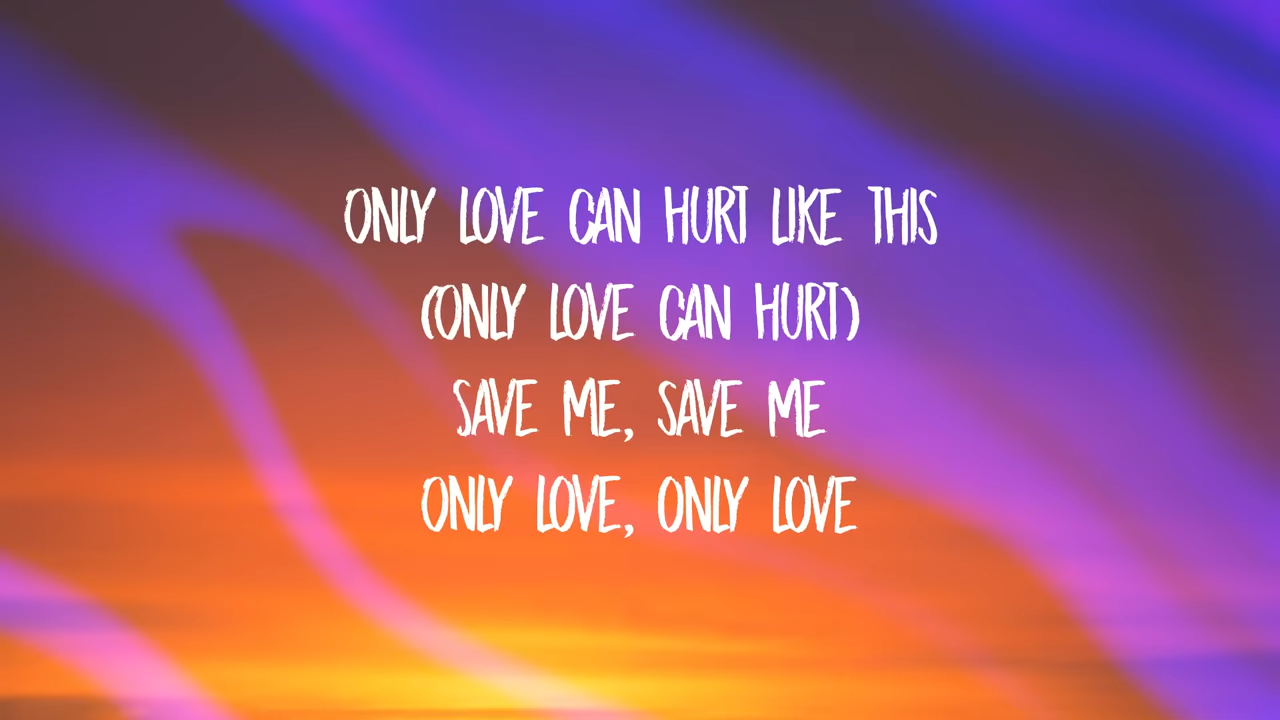 ONLY LOVE CAN HURT LIKE THIS
(ONLY LOVE CAN HURT)
SAVE ME, SAVE ME
ONLY LOVE, ONLY LOVE